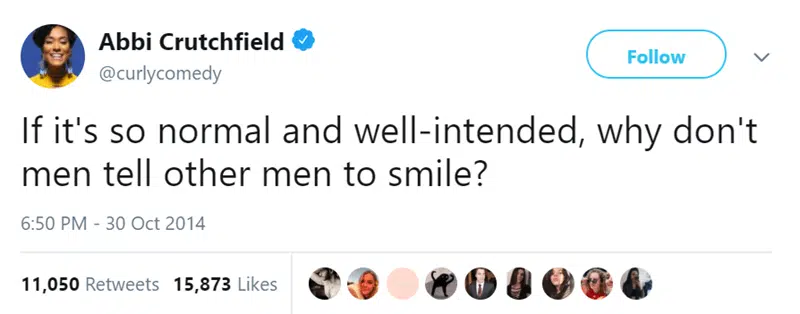 Abbi Crutchfield
@curlycomedy
Follow
If it's so normal and well-intended, why don't
men tell other men to smile?
6:50 PM - 30 Oct 2014
11,050 Retweets 15,873 Likes